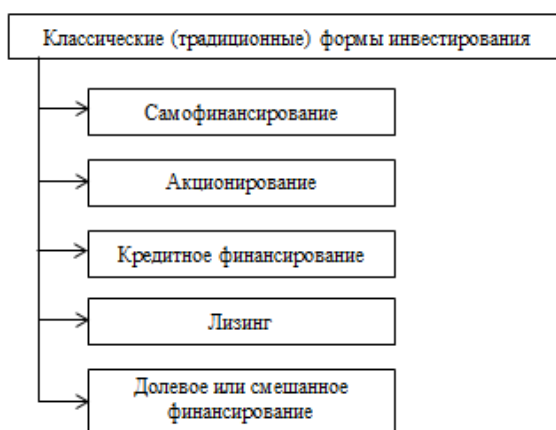 Классические (традиционные) формы инвестирования
Самофинансирование
Акционирование
Кредитное финансирование
Лизинг
Долевое или смешанное
финансирование